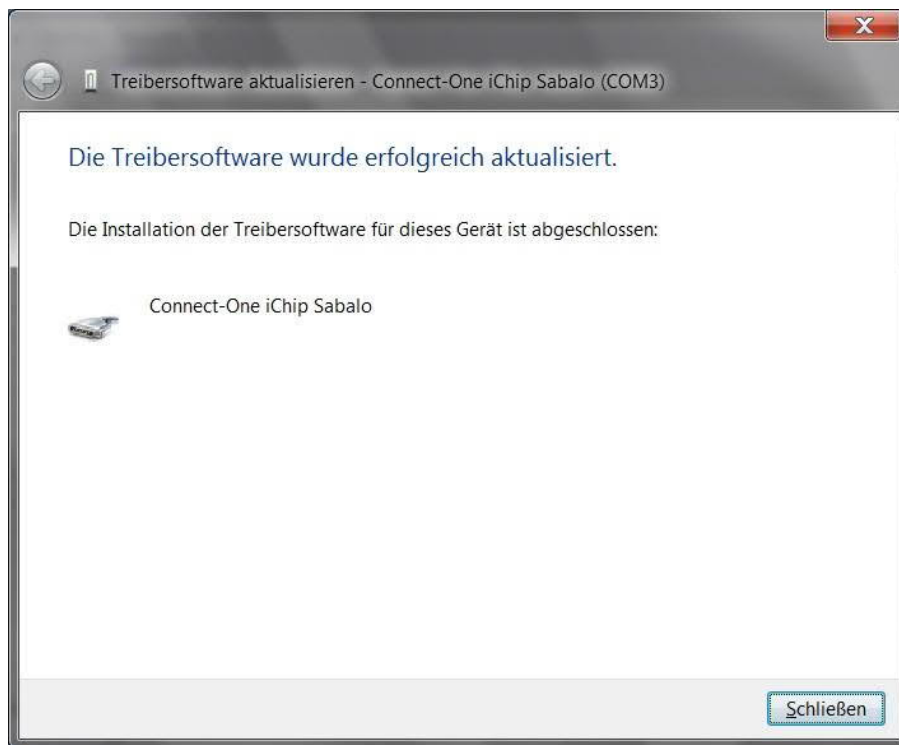 Treibersoftware aktualisieren - Connect-One iChip Sabalo (COM3)
Die Treibersoftware wurde erfolgreich aktualisiert.
Die Installation der Treibersoftware für dieses Gerät ist abgeschlossen:
Connect-One iChip Sabalo
Schließen